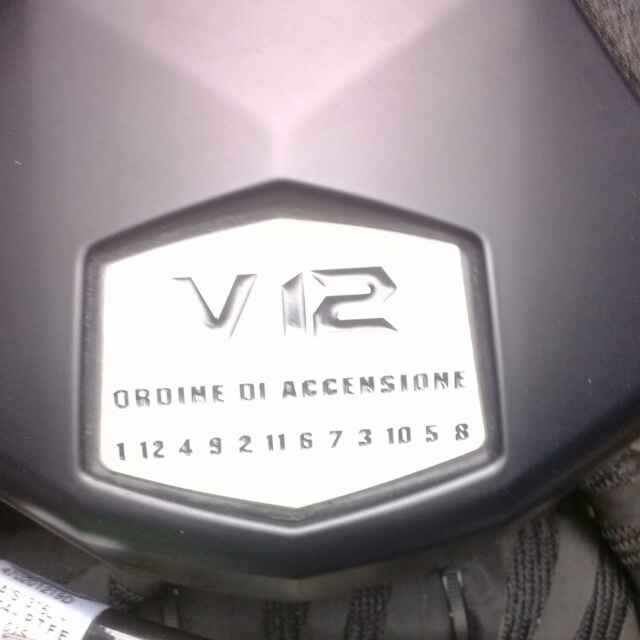 V12
ORDINE DI ACCENSIONE
1 12 4 9 2 11 6 7 3 10 5 8